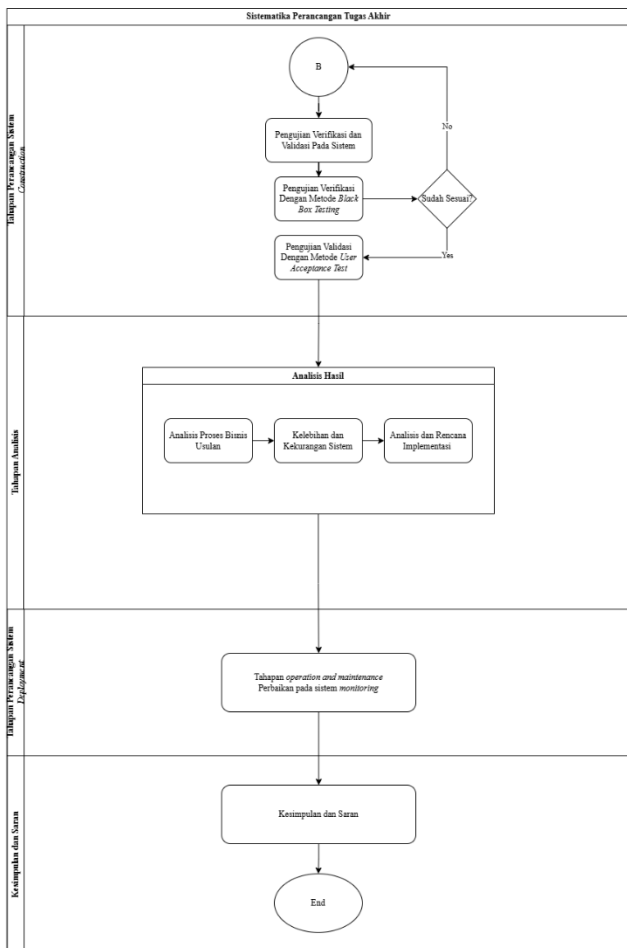 Sistematika Perancangan Tugas Akhir
Tahapan Perancangan Sistem
Construction
B
No
Pengujian Verifikasi dan
Validasi Pada Sistem
Pengujian Verifikasi
Dengan Metode Black
Box Testing
Sudah Sesuai?
Pengujian Validasi
Dengan Metode User
Acceptance Test
Yes
Tahapan Analisis
Analisis Hasil
Analisis Proses Bisnis
Usulan
Kelebihan dan
Kekurangan Sistem
Analisis dan Rencana
Implementasi
Tahapan Perancangan Sistem
Deployment
Tahapan operation and maintenance
Perbaikan pada sistem monitoring
Kesimpulan dan Saran
Kesimpulan dan Saran
End